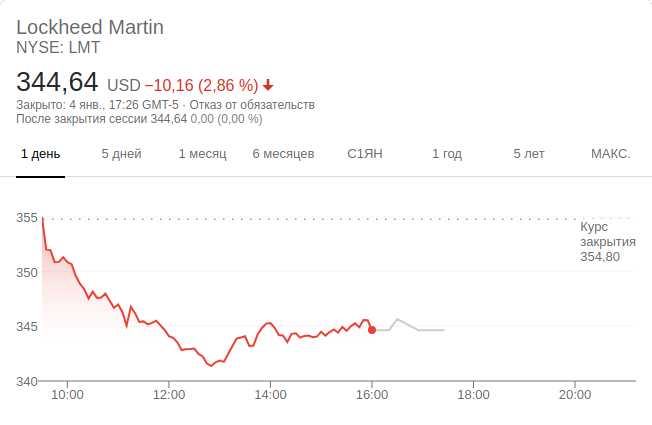 Lockheed Martin
NYSE: LMT
344,64 USD −10,16 (2,86 %)
Закрыто: 4 янв., 17:26 GMT-5 · Отказ от обязательств
После закрытия сессии 344,64 0,00 (0,00 %)
1 день 5 дней 1 месяц 6 месяцев С1ЯН 1 год 5 лет МАКС.
355
Курс
закрытия
354,80
350
345
340
10:00 12:00 14:00 16:00 18:00 20:00